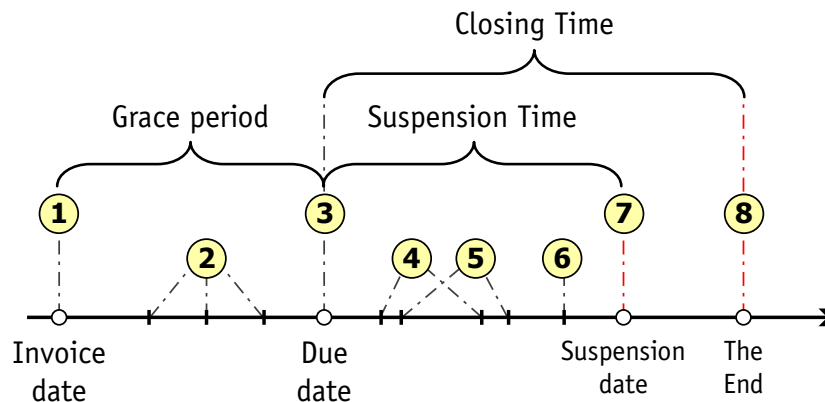 Closing Time
Grace period
Suspension Time
1
3
7
8
2
4
5
6
Invoice
date
Due
date
Suspension
date
The
End